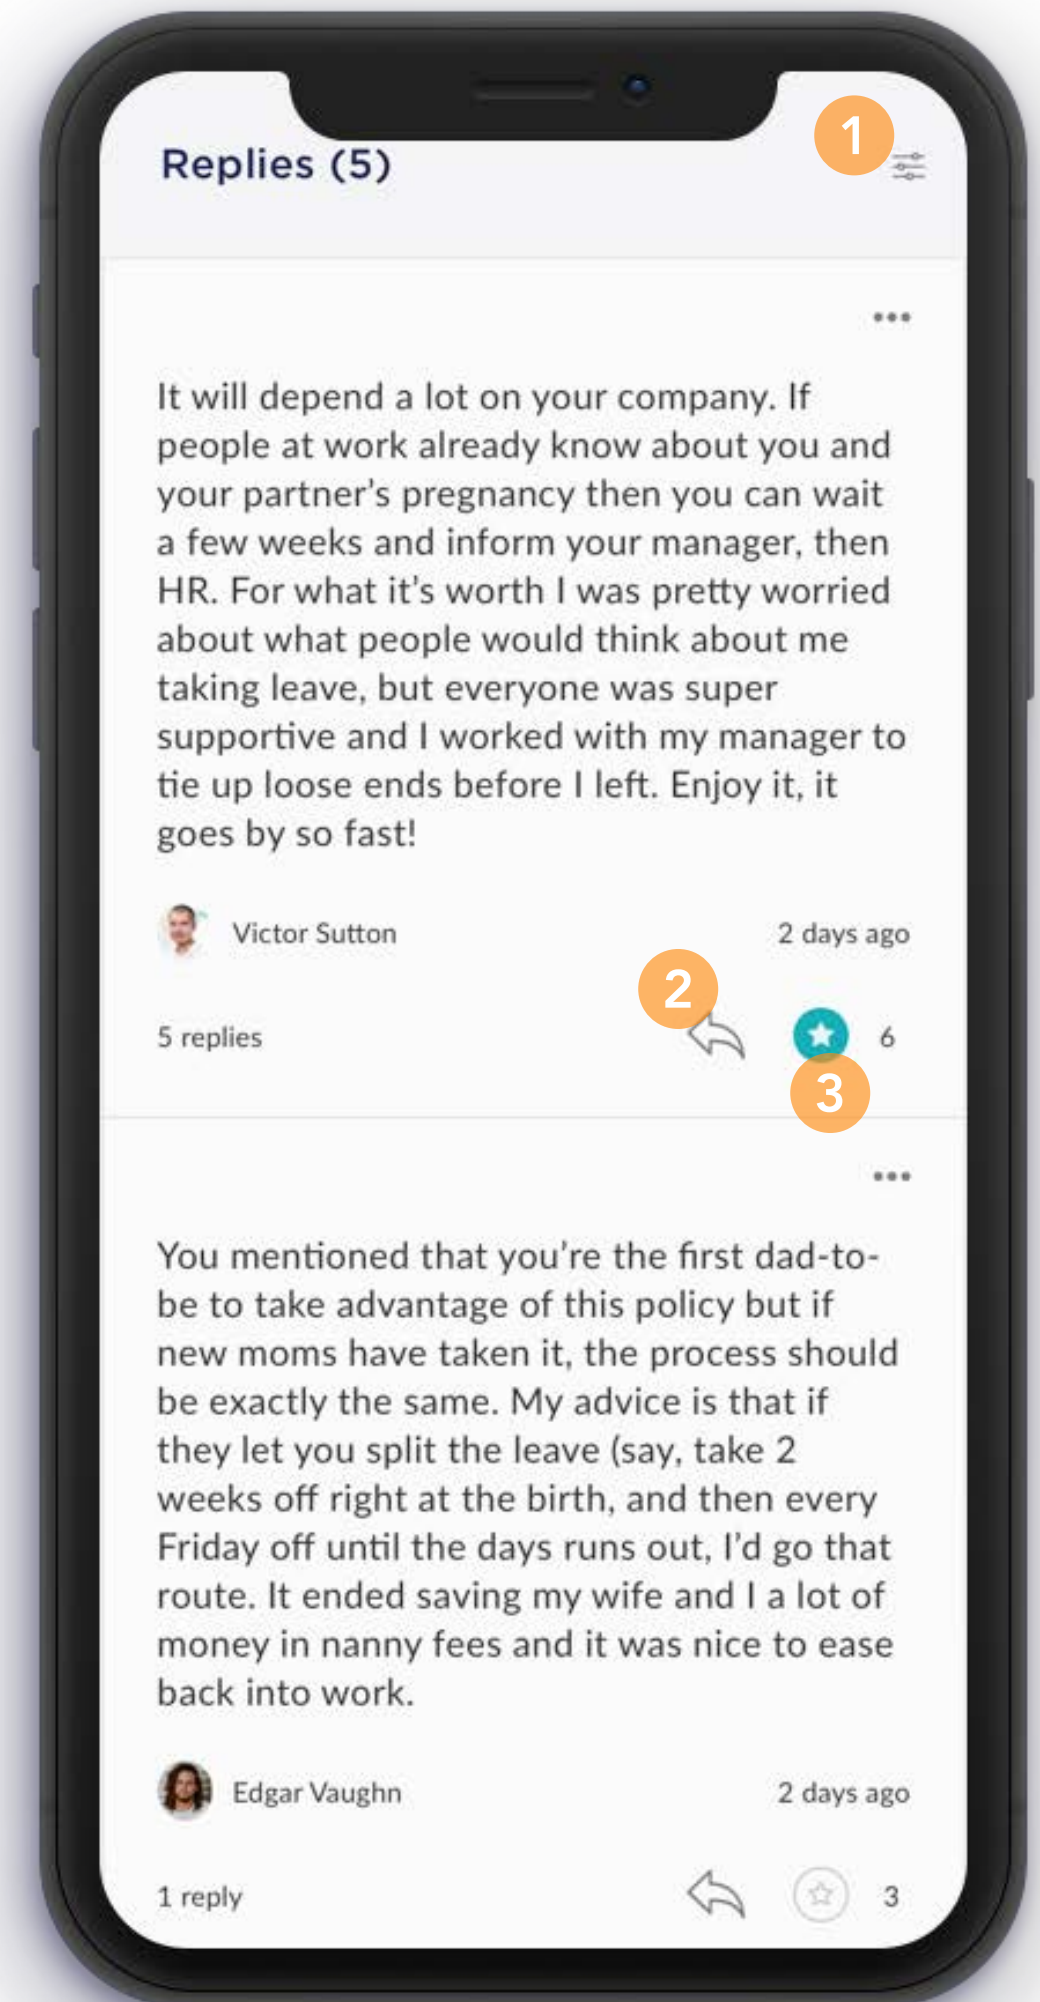 Replies (5)
1
•••
It will depend a lot on your company. If
people at work already know about you and
your partner’s pregnancy then you can wait
a few weeks and inform your manager, then
HR. For what it’s worth I was pretty worried
about what people would think about me
taking leave, but everyone was super
supportive and I worked with my manager to
tie up loose ends before I left. Enjoy it, it
goes by so fast!
Victor Sutton 2 days ago
2
5 replies 6
3
•••
You mentioned that you’re the first dad-to-
be to take advantage of this policy but if
new moms have taken it, the process should
be exactly the same. My advice is that if
they let you split the leave (say, take 2
weeks off right at the birth, and then every
Friday off until the days runs out, I’d go that
route. It ended saving my wife and I a lot of
money in nanny fees and it was nice to ease
back into work.
Edgar Vaughn 2 days ago
1 reply 3